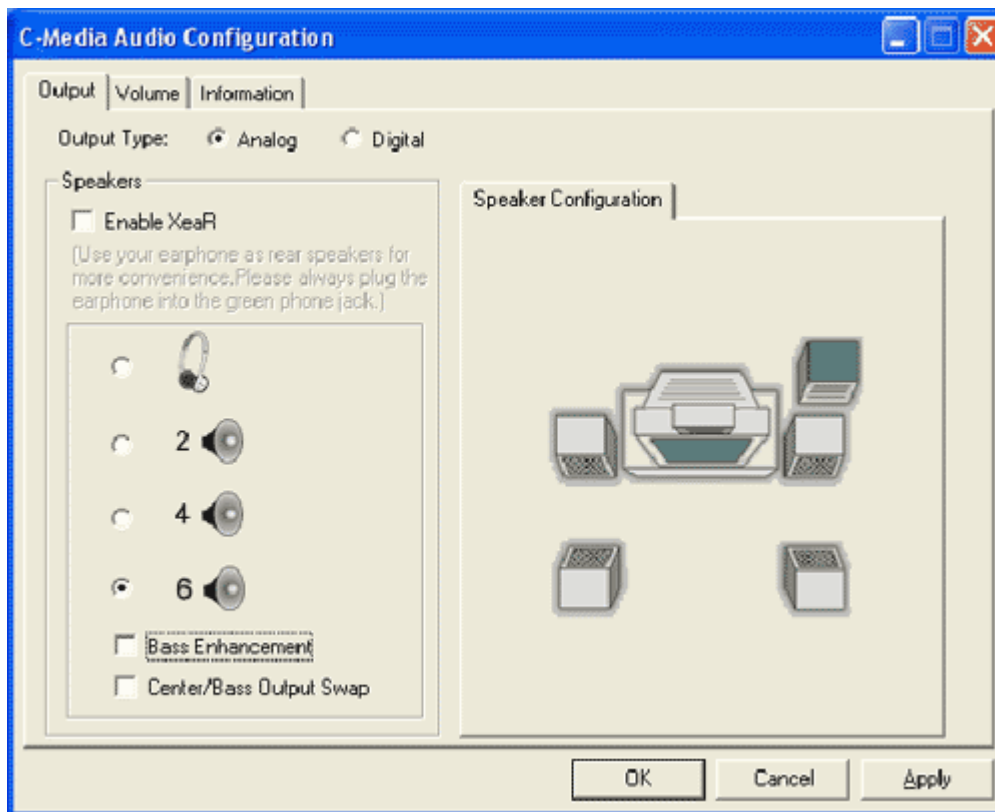 C-Media Audio Configuration
Output Volume Information
Output Type: Analog Digital
Speakers
Enable XeaR
(Use your earphone as rear speakers for
more convenience.Please always plug the
earphone into the green phone jack.)
2
4
6
Bass Enhancement
Center/Bass Output Swap
Speaker Configuration
OK Cancel Apply